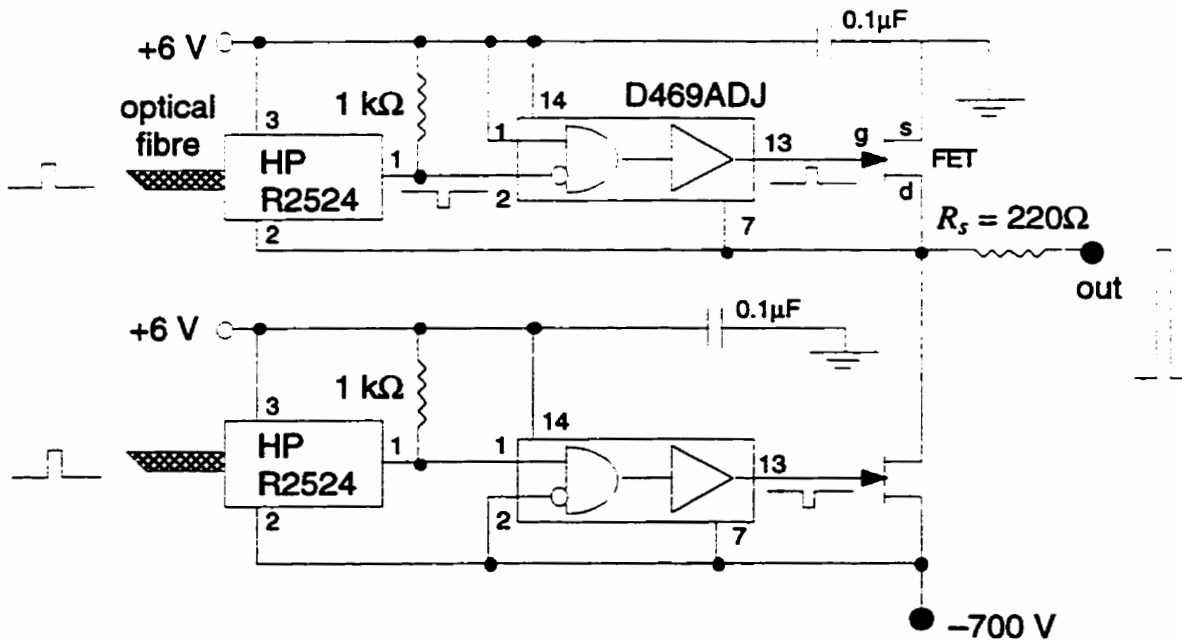 +6 V
0.1μF
optical
fibre
1 kΩ
14
D469ADJ
3
1
13
g
s
HP
R2524
1
FET
2
d
2
7
Rs = 220Ω
out
+6 V
0.1μF
1 kΩ
3
14
HP
R2524
1
1
13
2
2
7
–700 V